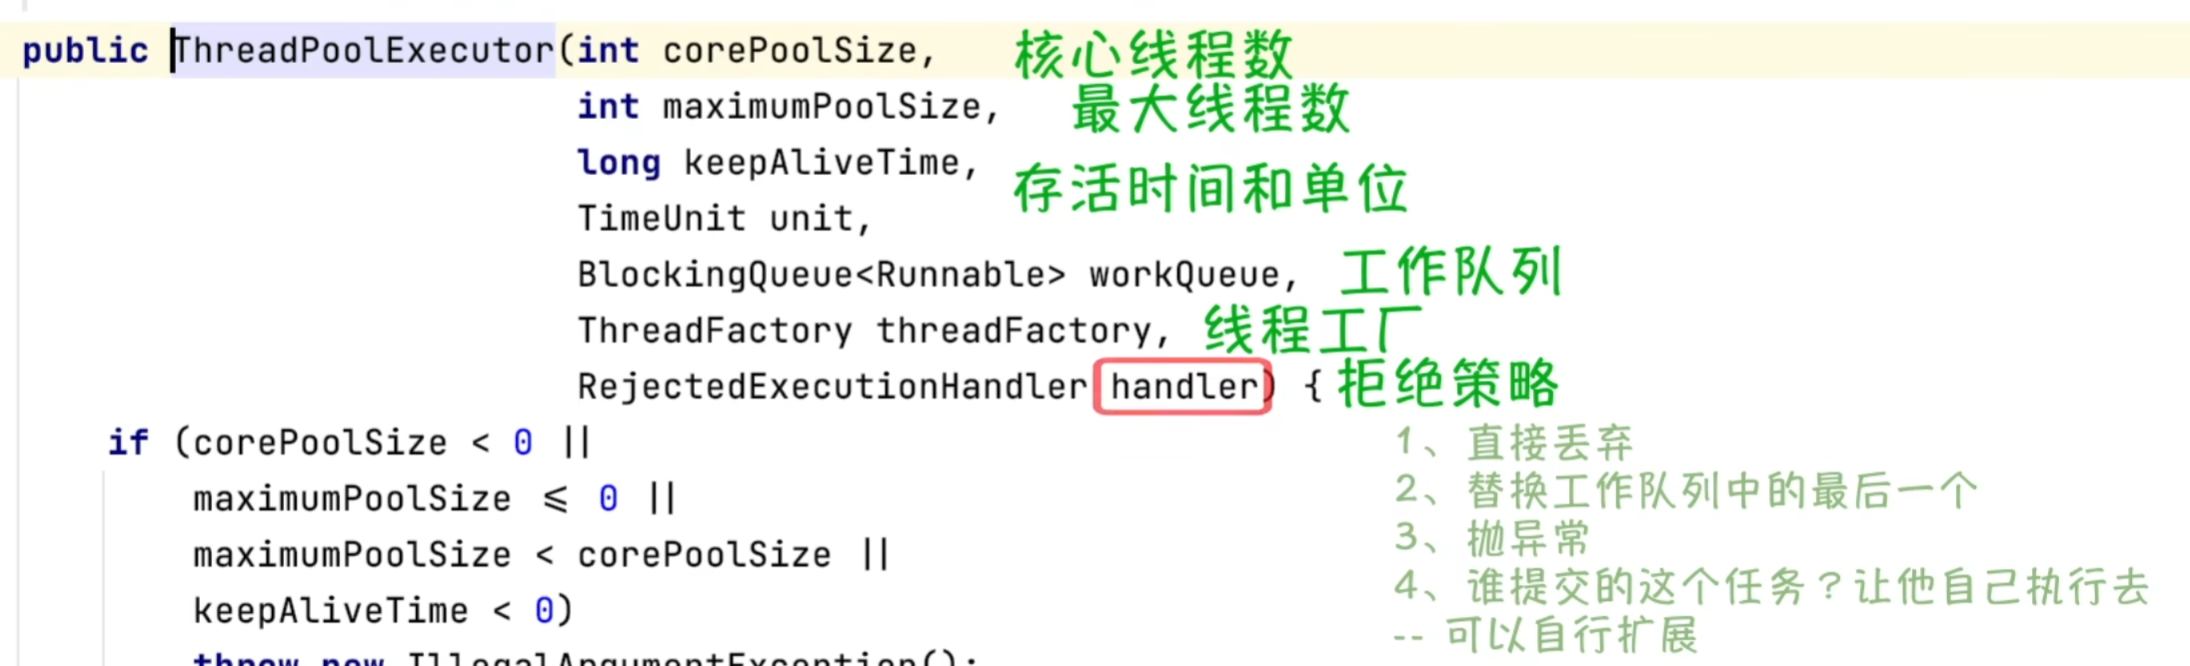 public ThreadPoolExecutor(int corePoolSize, 核心线程数
int maximumPoolSize, 最大线程数
long keepAliveTime,
存活时间和单位
TimeUnit unit,
BlockingQueue<Runnable> workQueue, 工作队列
ThreadFactory threadFactory, 线程工厂
RejectedExecutionHandler handler) { 拒绝策略
if (corePoolSize < 0 ||
1、直接丢弃
maximumPoolSize <= 0 ||
2、替换工作队列中的最后一个
maximumPoolSize < corePoolSize ||
3、抛异常
keepAliveTime < 0)
4、谁提交的这个任务？让他自己执行去
-- 可以自行扩展
throw new IllegalArgumentException();